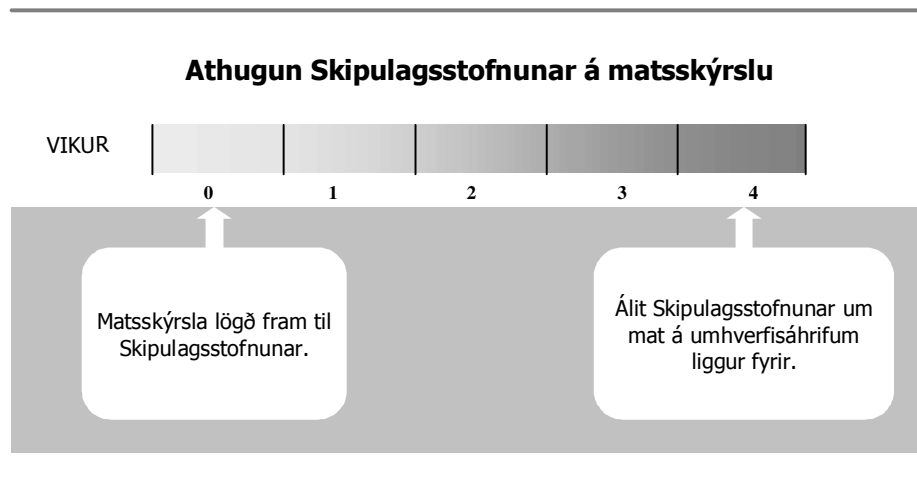 Athugun Skipulagsstofnunar á matsskýrslu
VIKUR
0 1 2 3 4
Matsskýrsla lögð fram til
Skipulagsstofnunar.
Álit Skipulagsstofnunar um
mat á umhverfisáhrifum
liggur fyrir.